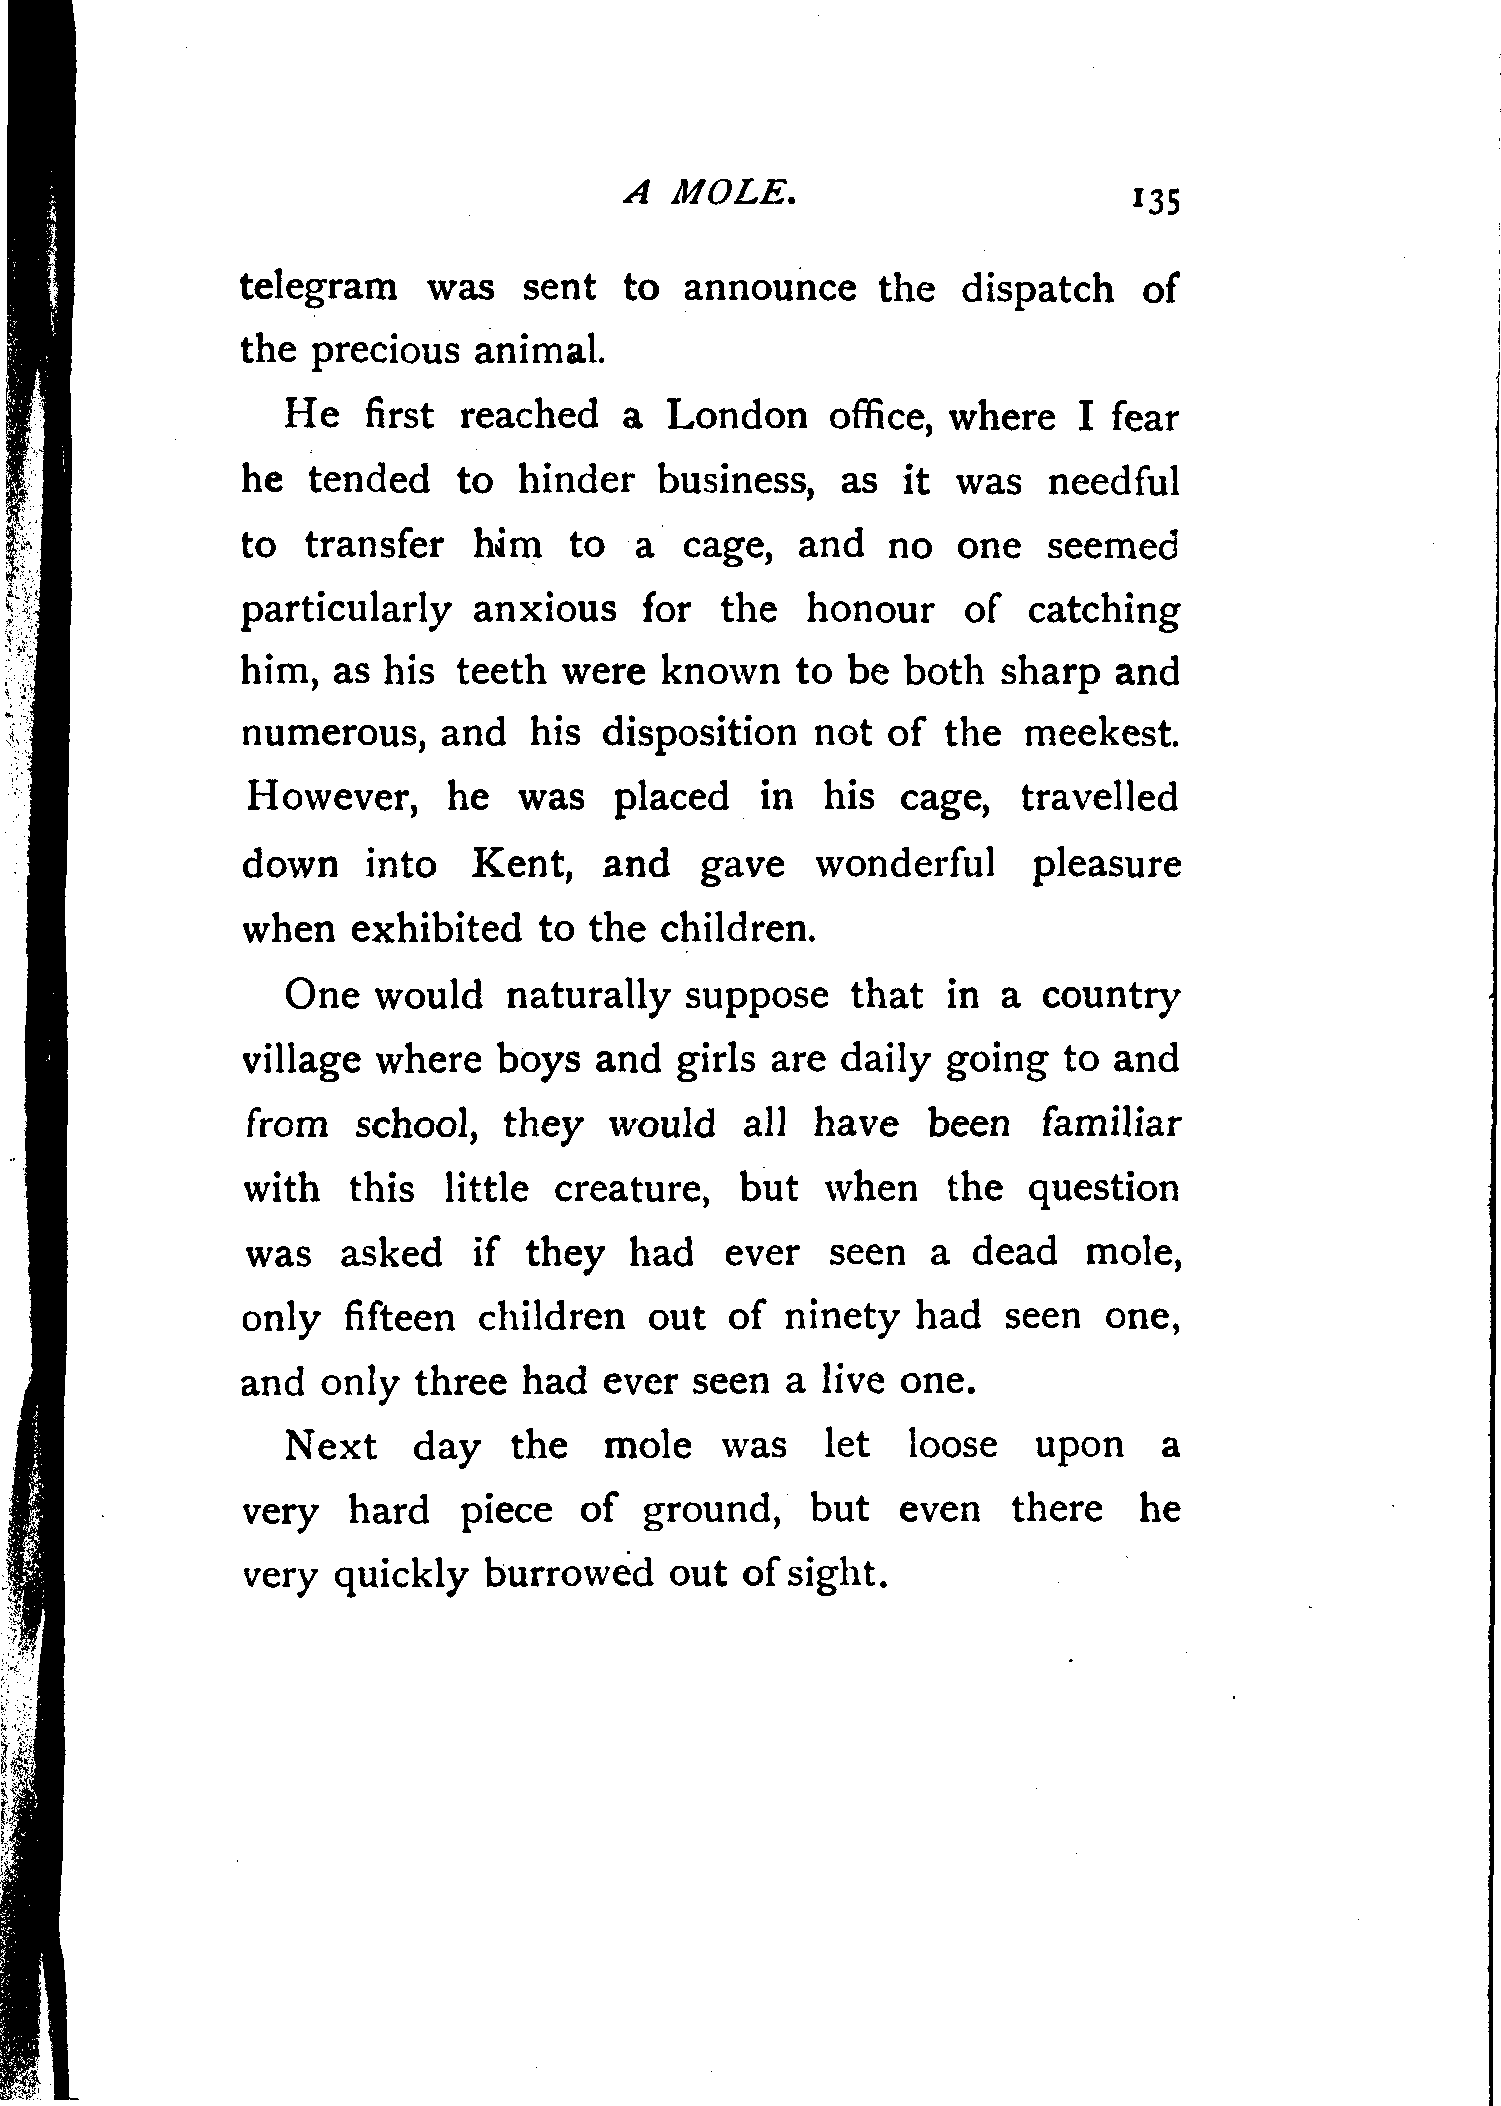 A MOLE. 135
telegram was sent to announce the dispatch of
the precious animal.
He first reached a London office, where I fear
he tended to hinder business, as it was needful
to transfer him to a cage, and no one seemed
particularly anxious for the honour of catching
him, as his teeth were known to be both sharp and
numerous, and his disposition not of the meekest.
However, he was placed in his cage, travelled
down into Kent, and gave wonderful pleasure
when exhibited to the children.
One would naturally suppose that in a country
village where boys and girls are daily going to and
from school, they would all have been familiar
with this little creature, but when the question
was asked if they had ever seen a dead mole,
only fifteen children out of ninety had seen one,
and only three had ever seen a live one.
Next day the mole was let loose upon a
very hard piece of ground, but even there he
very quickly burrowed out of sight.